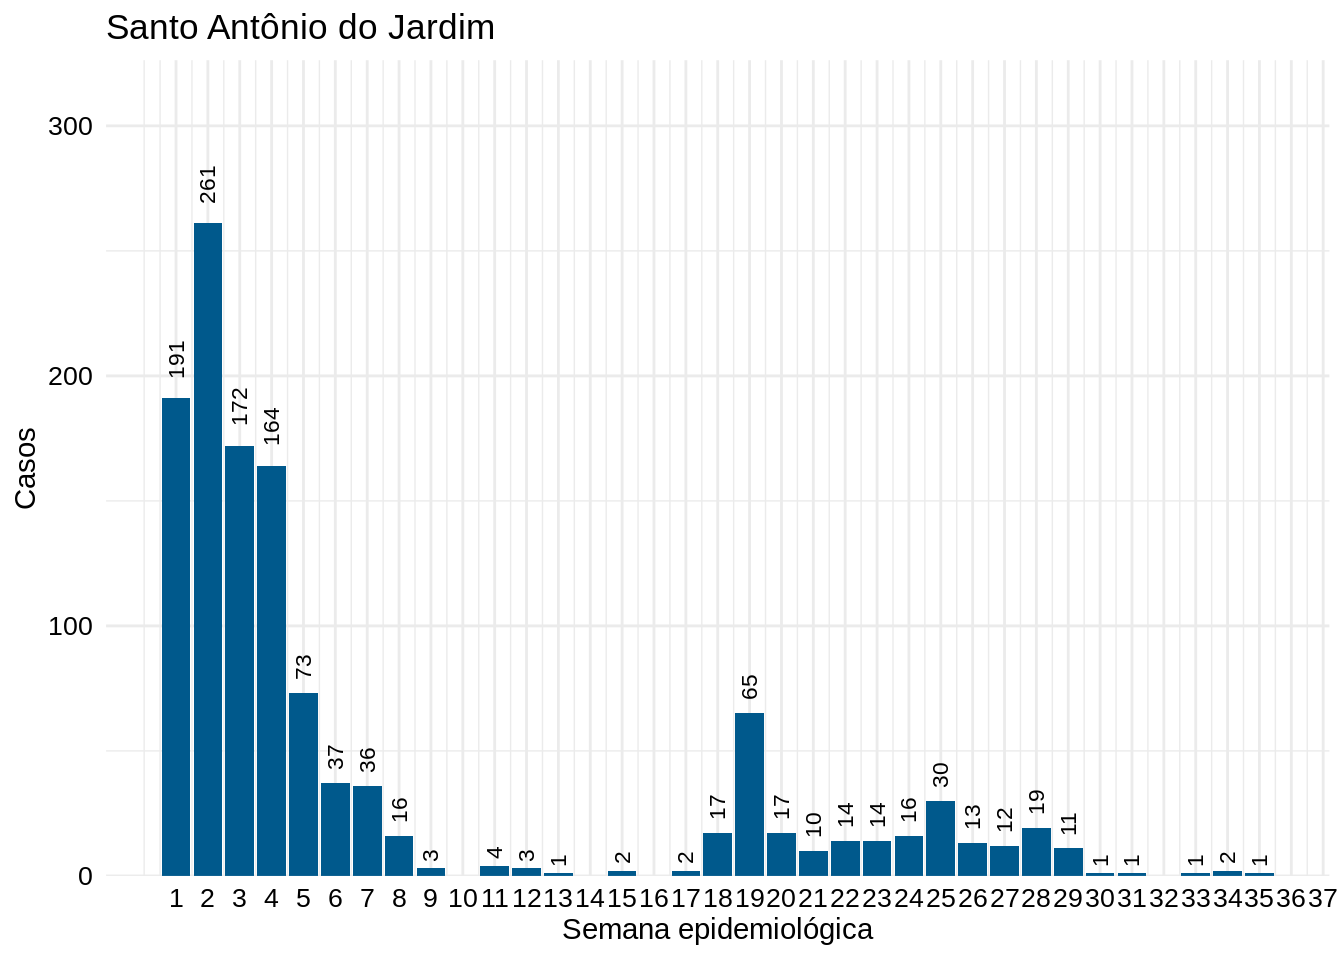 Santo Antônio do Jardim
300
200
100
0
Casos
191 261 172 164 73 37 36 16 3 4 3 1 2 2 17 65 17 10 14 14 16 30 13 12 19 11 1 1 1 2 1
1 2 3 4 5 6 7 8 9 10 11 12 13 14 15 16 17 18 19 20 21 22 23 24 25 26 27 28 29 30 31 32 33 34 35 36 37
Semana epidemiológica